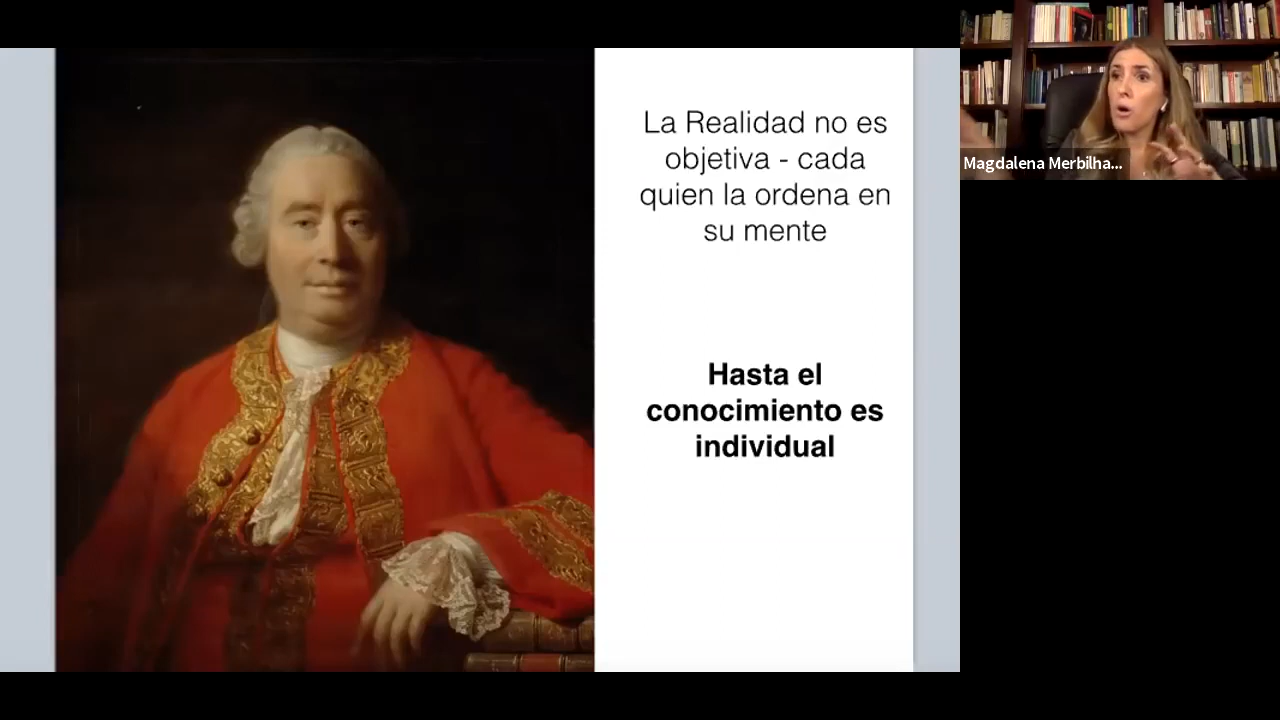 La Realidad no es
objetiva - cada
quien la ordena en
su mente
Hasta el
conocimiento es
individual
Magdalena Merbilha...